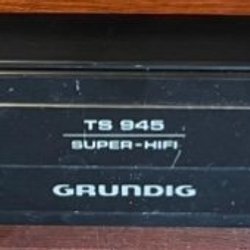 TS 945
SUPER-HIFI
GRUNDIG